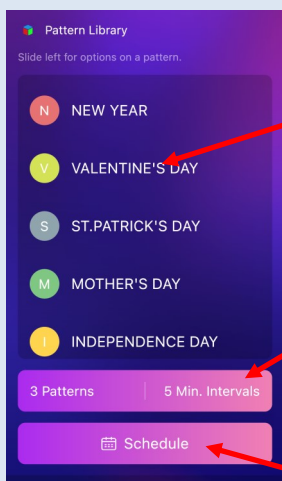 Pattern Library
Slide left for options on a pattern.
N NEW YEAR
V VALENTINE'S DAY
S ST.PATRICK'S DAY
M MOTHER'S DAY
I INDEPENDENCE DAY
3 Patterns 5 Min. Intervals
Schedule